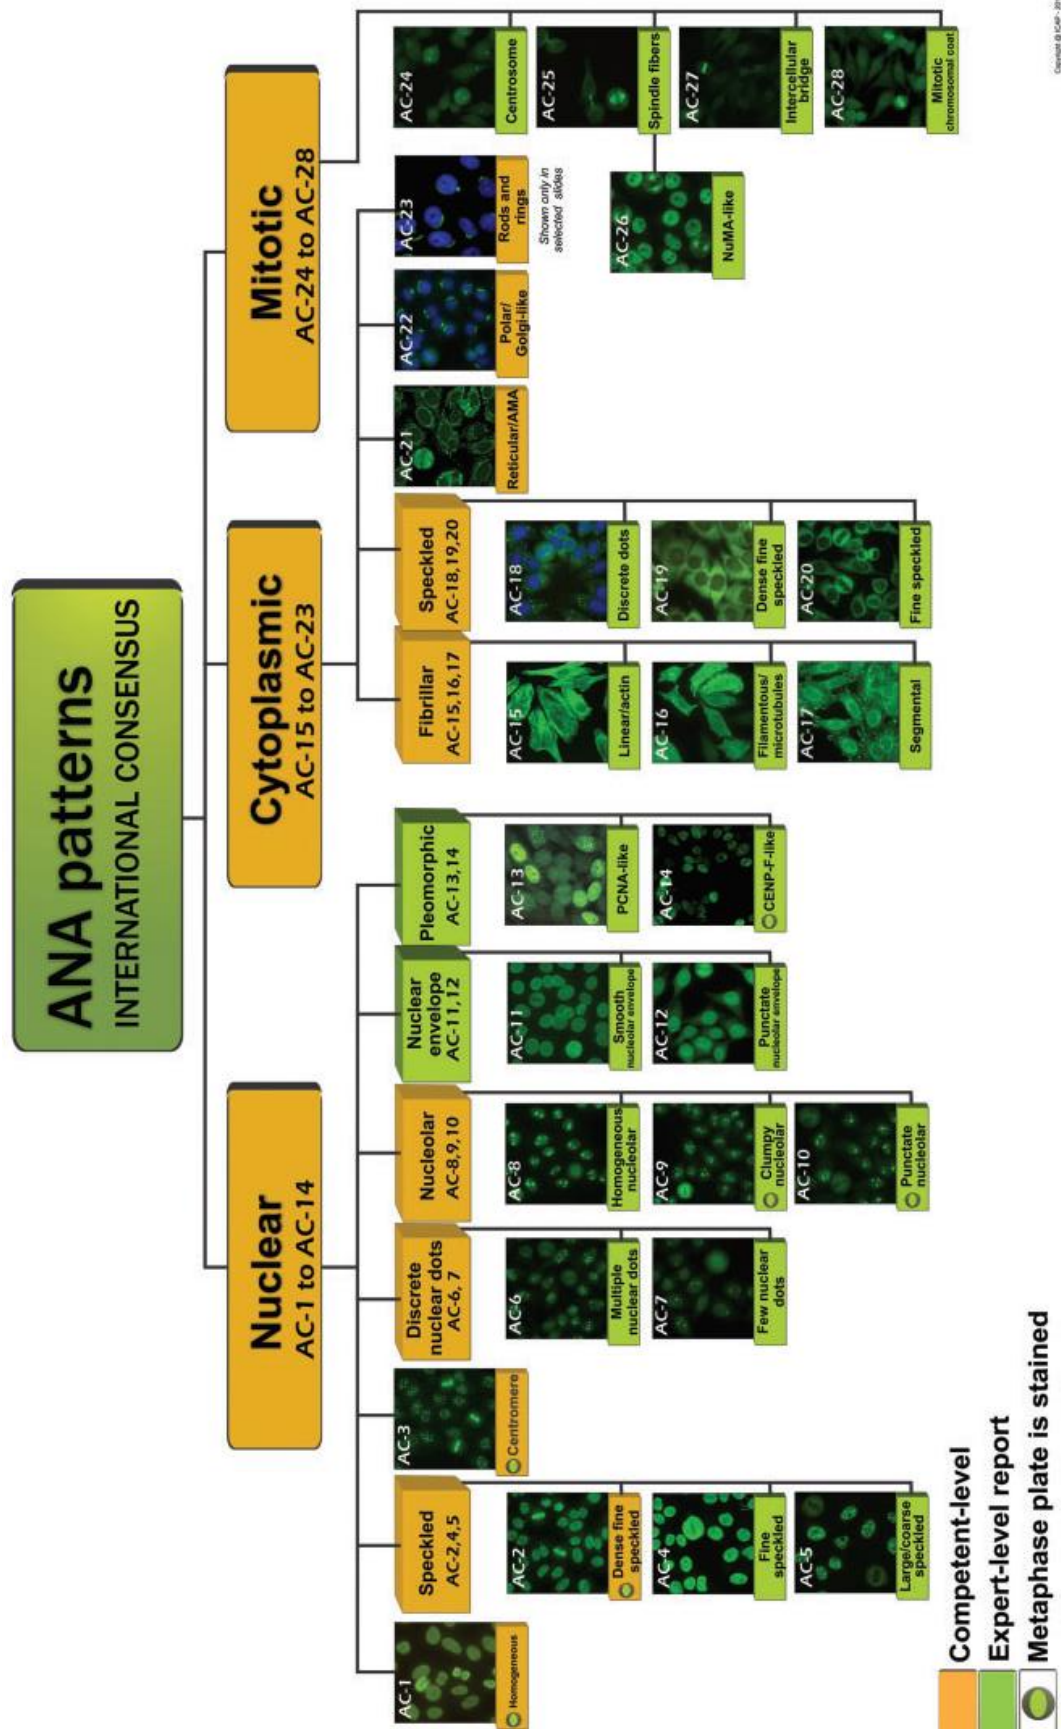 ANA patterns
INTERNATIONAL CONSENSUS
Nuclear
AC-1 to AC-14
Cytoplasmic
AC-15 to AC-23
Mitotic
AC-24 to AC-28
AC-1
Homogeneous
Speckled
AC-2,4,5
AC-2
Dense fine
speckled
AC-4
Fine
speckled
AC-5
Large/coarse
speckled
AC-3
Centromere
Discrete
nuclear dots
AC-6, 7
AC-6
Multiple
nuclear dots
AC-7
Few nuclear
dots
Nucleolar
AC-8,9,10
AC-8
Homogeneous
nucleolar
AC-9
Clumpy
nucleolar
AC-10
Punctate
nucleolar
Nuclear
envelope
AC-11,12
AC-11
Smooth
nucleolar envelope
AC-12
Punctate
nucleolar envelope
Pleomorphic
AC-13,14
AC-13
PCNA-like
AC-14
CENP-F-like
Fibrillar
AC-15,16,17
AC-15
Linear/actin
AC-16
Filamentous/
microtubules
AC-17
Segmental
Speckled
AC-18,19,20
AC-18
Discrete dots
AC-19
Dense fine
speckled
AC-20
Fine speckled
AC-21
Reticular/AMA
AC-22
Polar/
Golgi-like
AC-23
Rods and
rings
Shown only in
selected slides
AC-24
Centrosome
AC-25
Spindle fibers
AC-26
NuMA-like
AC-27
Intercellular
bridge
AC-28
Mitotic
chromosomal coat
Competent-level
Expert-level report
Metaphase plate is stained